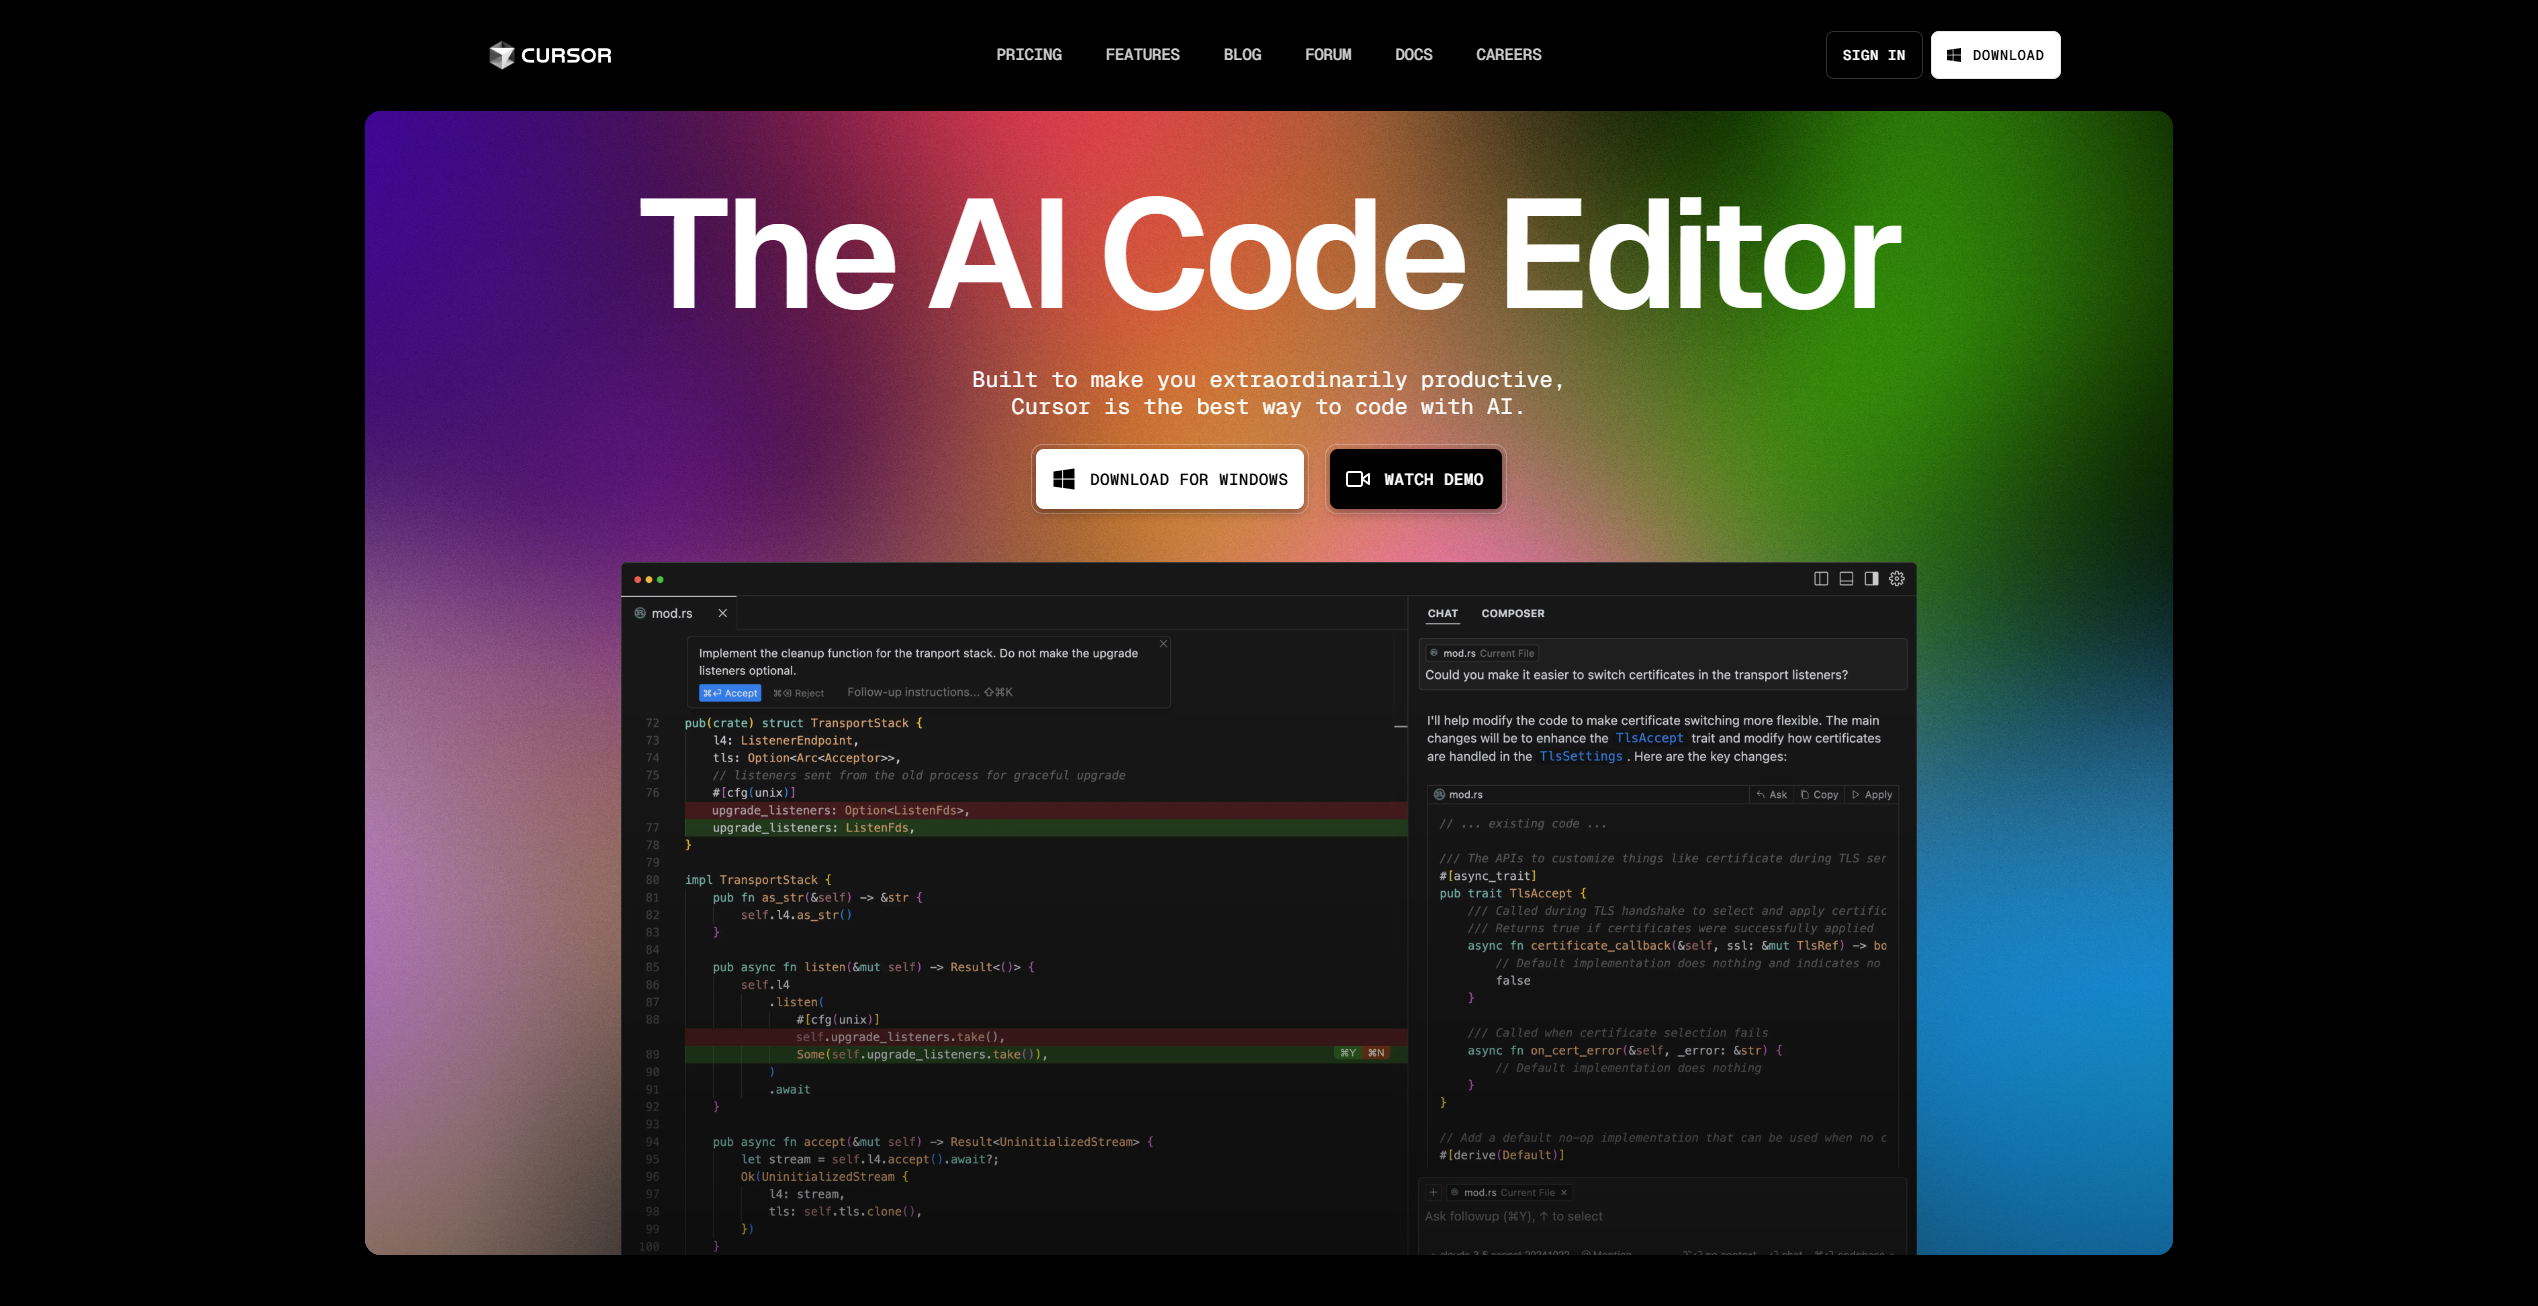 CURSOR
PRICING FEATURES BLOG FORUM DOCS CAREERS
SIGN IN DOWNLOAD
The AI Code Editor
Built to make you extraordinarily productive,
Cursor is the best way to code with AI.
DOWNLOAD FOR WINDOWS WATCH DEMO
mod.rs
Implement the cleanup function for the tranport stack. Do not make the upgrade
listeners optional.
⌘⏎ Accept ⌘⌫ Reject Follow-up instructions... ⇧⌘K
72 pub(crate) struct TransportStack {
73 l4: ListenerEndpoint,
74 tls: Option<Arc<Acceptor>>,
75 // listeners sent from the old process for graceful upgrade
76 #[cfg(unix)]
upgrade_listeners: Option<ListenFds>,
77 upgrade_listeners: ListenFds,
78 }
79
80 impl TransportStack {
81 pub fn as_str(&self) -> &str {
82 self.l4.as_str()
83 }
84
85 pub async fn listen(&mut self) -> Result<()> {
86 self.l4
87 .listen(
88 #[cfg(unix)]
self.upgrade_listeners.take(),
89 Some(self.upgrade_listeners.take()), ⌘Y ⌘N
90 )
91 .await
92 }
93
94 pub async fn accept(&mut self) -> Result<UninitializedStream> {
95 let stream = self.l4.accept().await?;
96 Ok(UninitializedStream {
97 l4: stream,
98 tls: self.tls.clone(),
99 })
100 }
CHAT COMPOSER
mod.rs Current File
Could you make it easier to switch certificates in the transport listeners?
I'll help modify the code to make certificate switching more flexible. The main
changes will be to enhance the TlsAccept trait and modify how certificates
are handled in the TlsSettings . Here are the key changes:
mod.rs Ask Copy Apply
// ... existing code ...
/// The APIs to customize things like certificate during TLS ser
#[async_trait]
pub trait TlsAccept {
/// Called during TLS handshake to select and apply certific
/// Returns true if certificates were successfully applied
async fn certificate_callback(&self, ssl: &mut TlsRef) -> bo
// Default implementation does nothing and indicates no
false
}
/// Called when certificate selection fails
async fn on_cert_error(&self, _error: &str) {
// Default implementation does nothing
}
}
// Add a default no-op implementation that can be used when no c
#[derive(Default)]
+ mod.rs Current File ×
Ask followup (⌘Y), ↑ to select